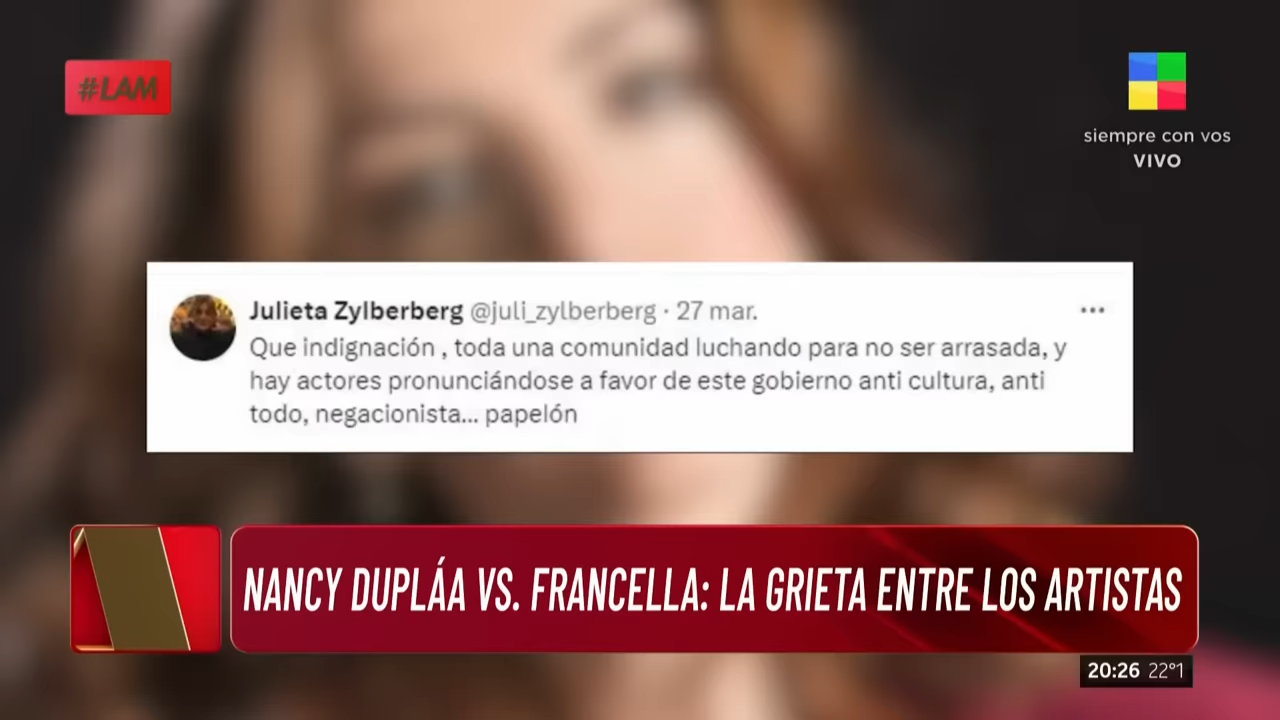 #LAM
siempre con vos
VIVO
Julieta Zylberberg @juli_zylberberg · 27 mar.
Que indignación , toda una comunidad luchando para no ser arrasada, y
hay actores pronunciándose a favor de este gobierno anti cultura, anti
todo, negacionista... papelón
NANCY DUPLÁA VS. FRANCELLA: LA GRIETA ENTRE LOS ARTISTAS
20:26 22°1